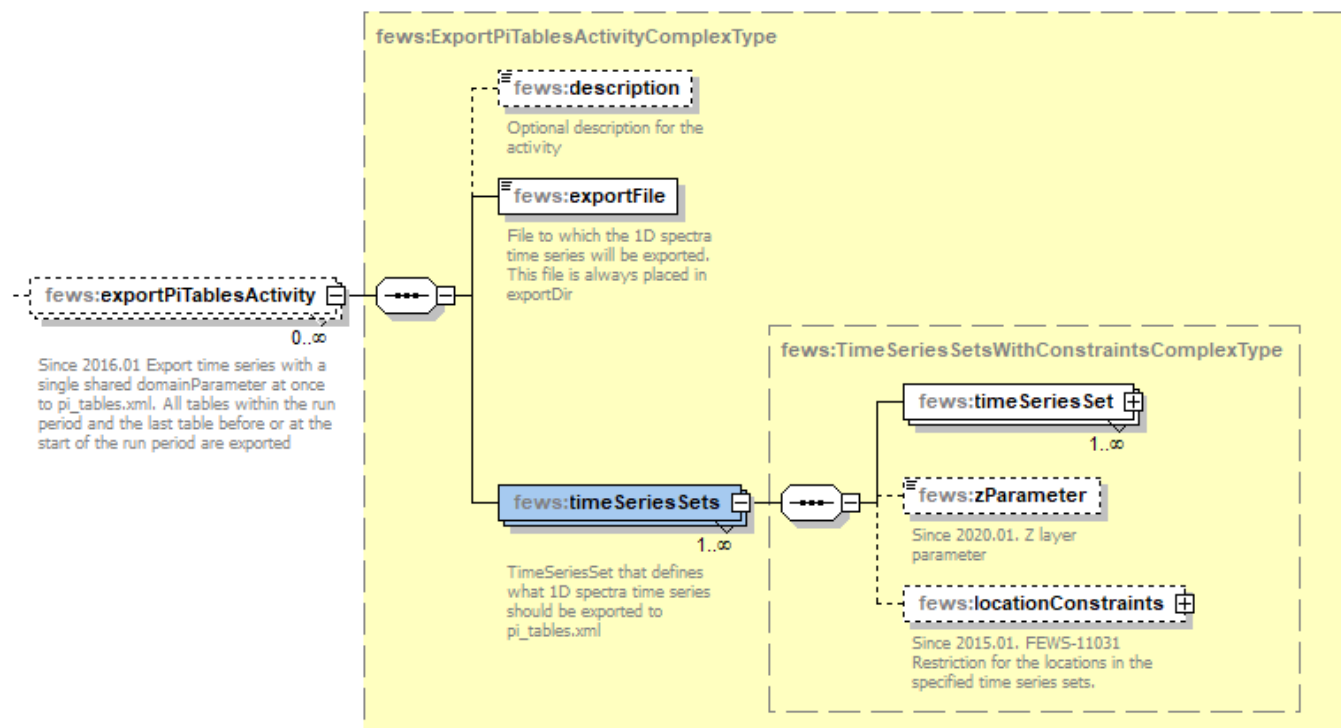 fews:ExportPiTablesActivityComplexType
fews:description
Optional description for the
activity
fews:exportFile
File to which the 1D spectra
time series will be exported.
This file is always placed in
exportDir
fews:exportPiTablesActivity
0..∞
Since 2016.01 Export time series with a
single shared domainParameter at once
to pi_tables.xml. All tables within the run
period and the last table before or at the
start of the run period are exported
fews:timeSeriesSets
1..∞
TimeSeriesSet that defines
what 1D spectra time series
should be exported to
pi_tables.xml
fews:TimeSeriesSetsWithConstraintsComplexType
fews:timeSeriesSet
1..∞
fews:zParameter
Since 2020.01. Z layer
parameter
fews:locationConstraints
Since 2015.01. FEWS-11031
Restriction for the locations in the
specified time series sets.